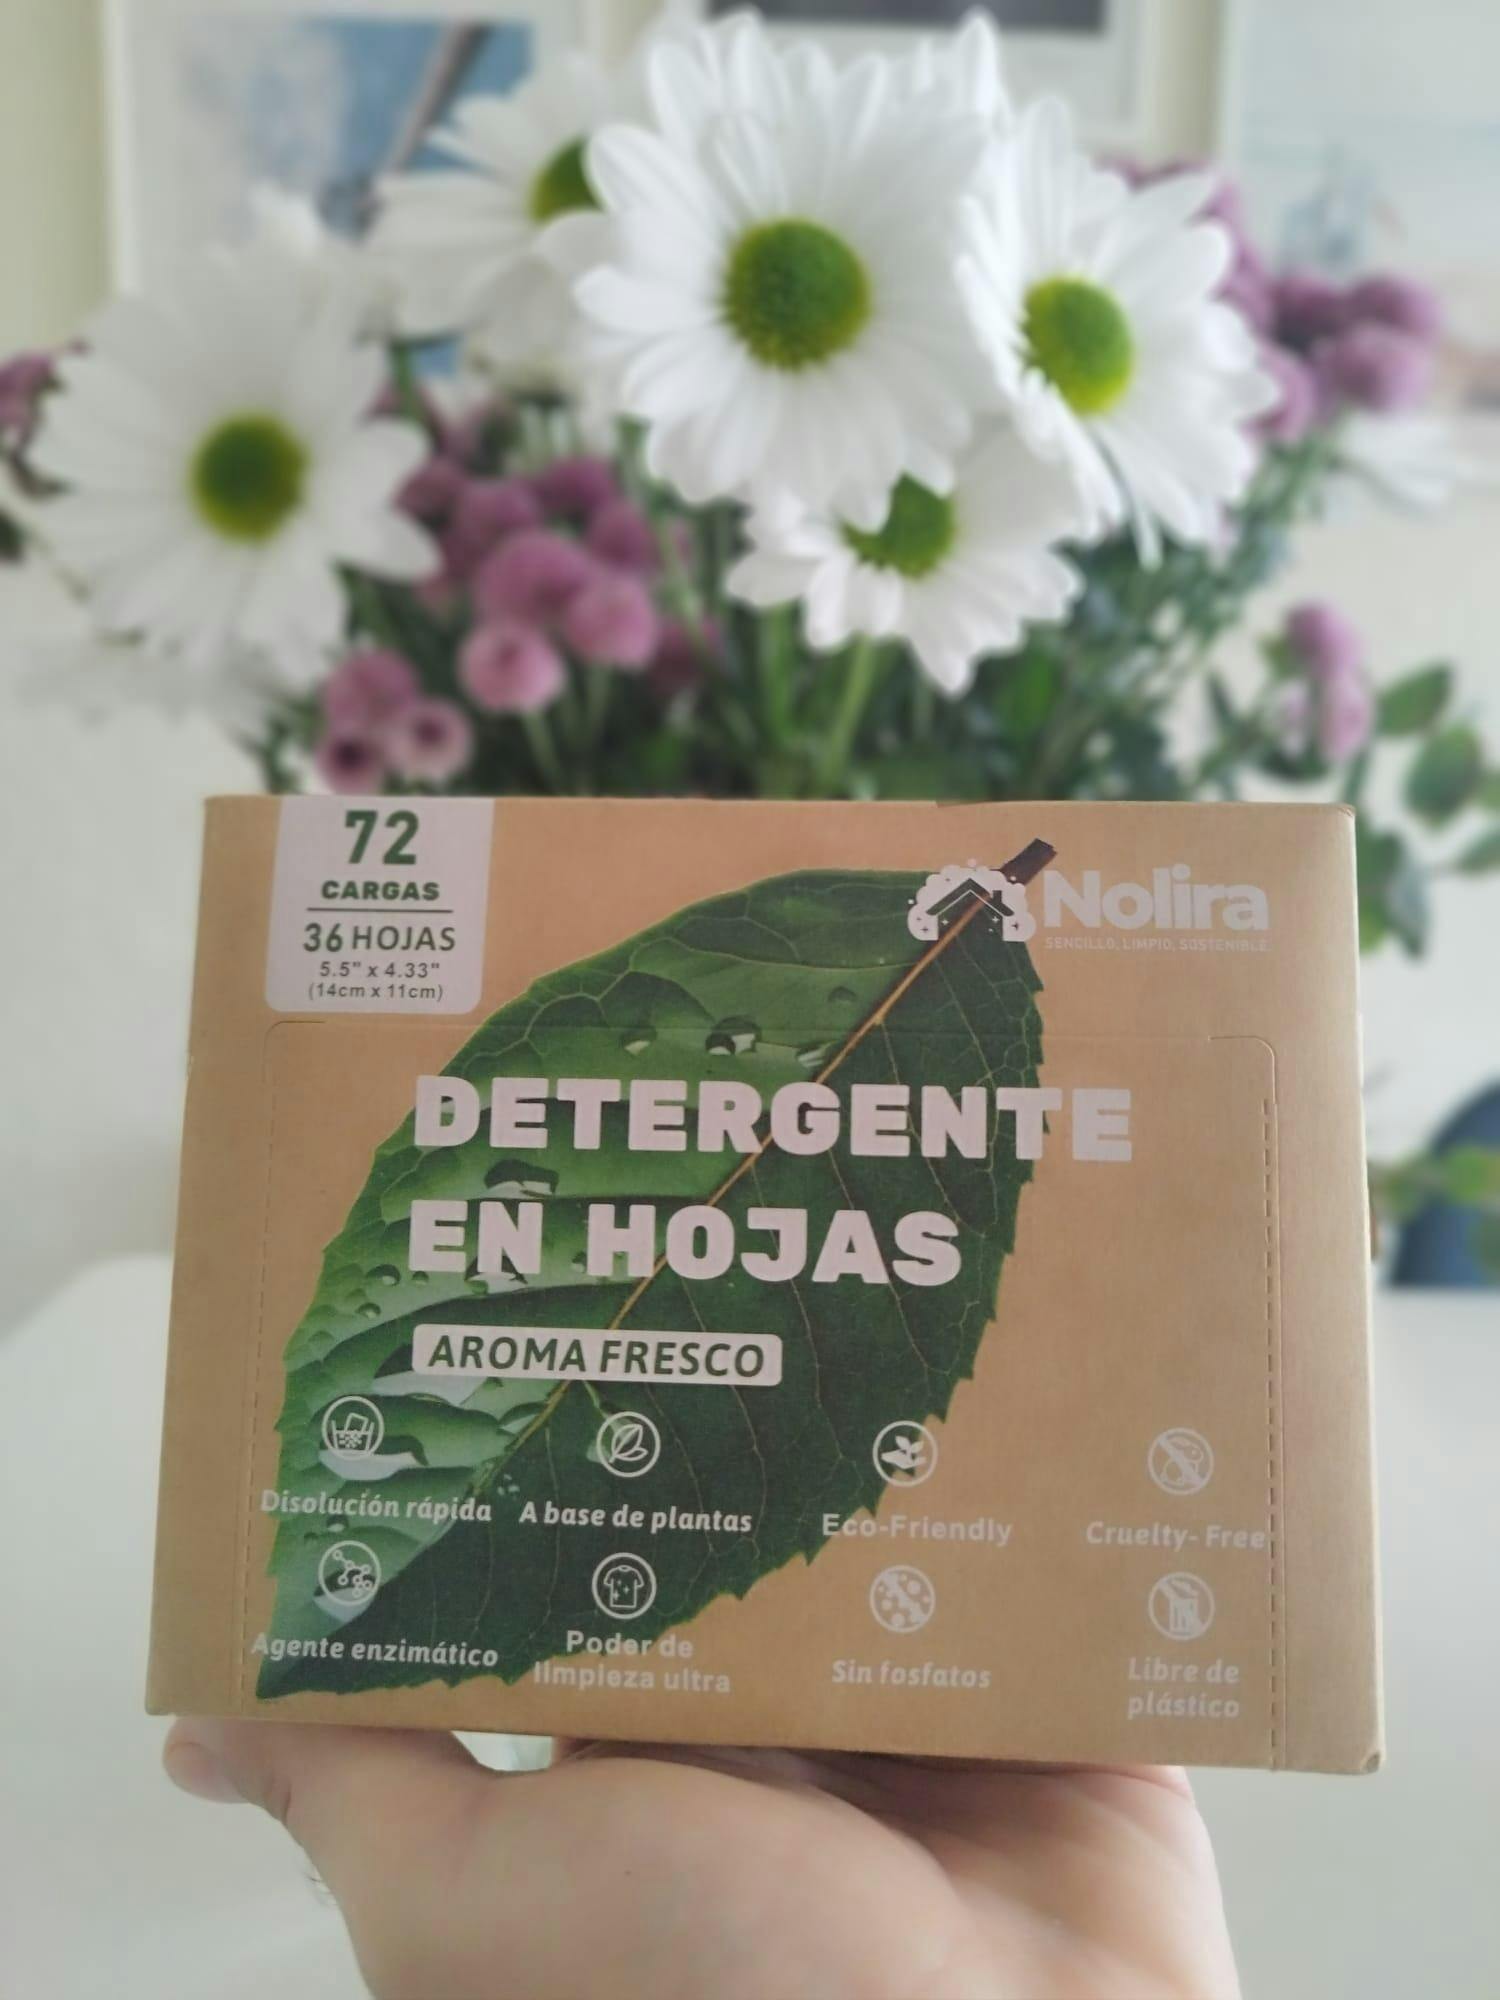 72
CARGAS
36 HOJAS
5.5" x 4.33"
(14cm x 11cm)
Nolira
SENCILLO, LIMPIO, SOSTENIBLE
DETERGENTE
EN HOJAS
AROMA FRESCO
Disolución rápida
A base de plantas
Eco-Friendly
Cruelty- Free
Agente enzimático
Poder de
limpieza ultra
Sin fosfatos
Libre de
plástico